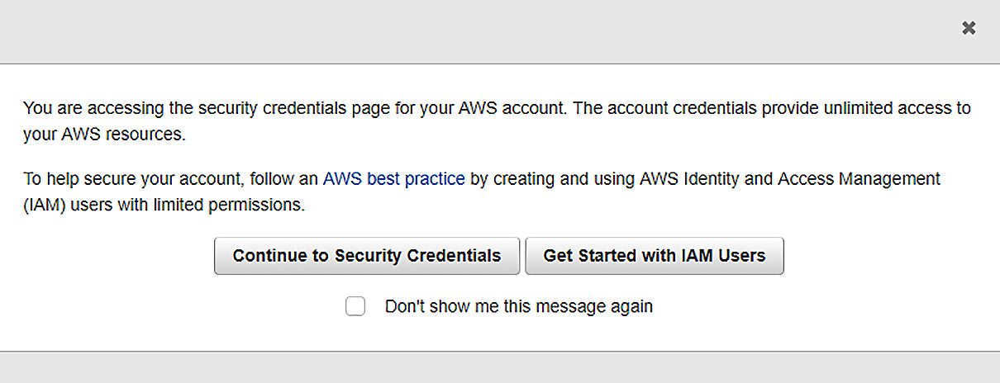 You are accessing the security credentials page for your AWS account. The account credentials provide unlimited access to
your AWS resources.
To help secure your account, follow an AWS best practice by creating and using AWS Identity and Access Management
(IAM) users with limited permissions.
Continue to Security Credentials Get Started with IAM Users
Don't show me this message again